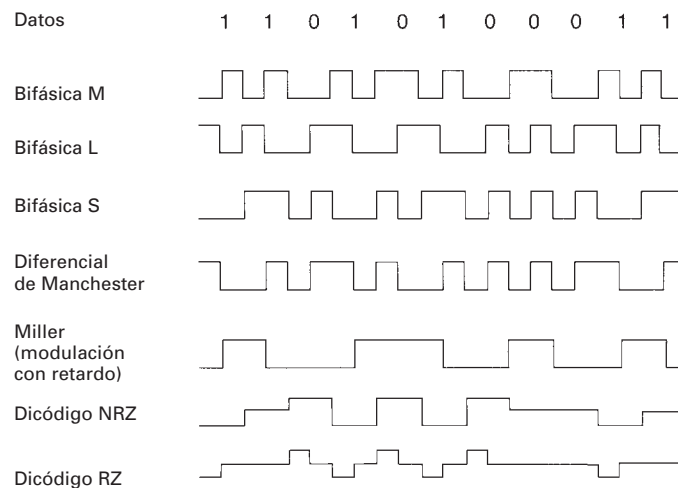 Datos 1 1 0 1 0 1 0 0 0 1 1
Bifásica M
Bifásica L
Bifásica S
Diferencial
de Manchester
Miller
(modulación
con retardo)
Dicódigo NRZ
Dicódigo RZ